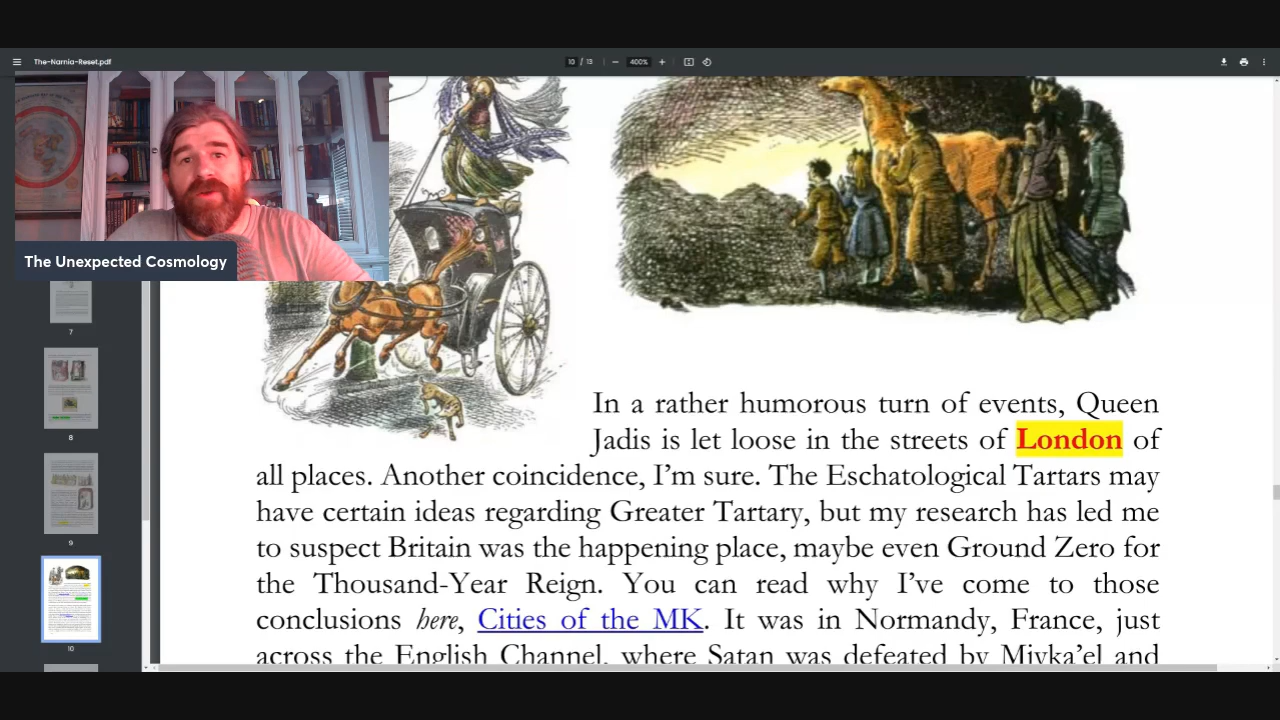 The-Narnia-Reset.pdf
10 / 13
400%
The Unexpected Cosmology
7
8
9
10
In a rather humorous turn of events, Queen
Jadis is let loose in the streets of London of
all places. Another coincidence, I'm sure. The Eschatological Tartars may
have certain ideas regarding Greater Tartary, but my research has led me
to suspect Britain was the happening place, maybe even Ground Zero for
the Thousand-Year Reign. You can read why I've come to those
conclusions here, Cities of the MK. It was in Normandy, France, just
across the English Channel, where Satan was defeated by Miyka'el and